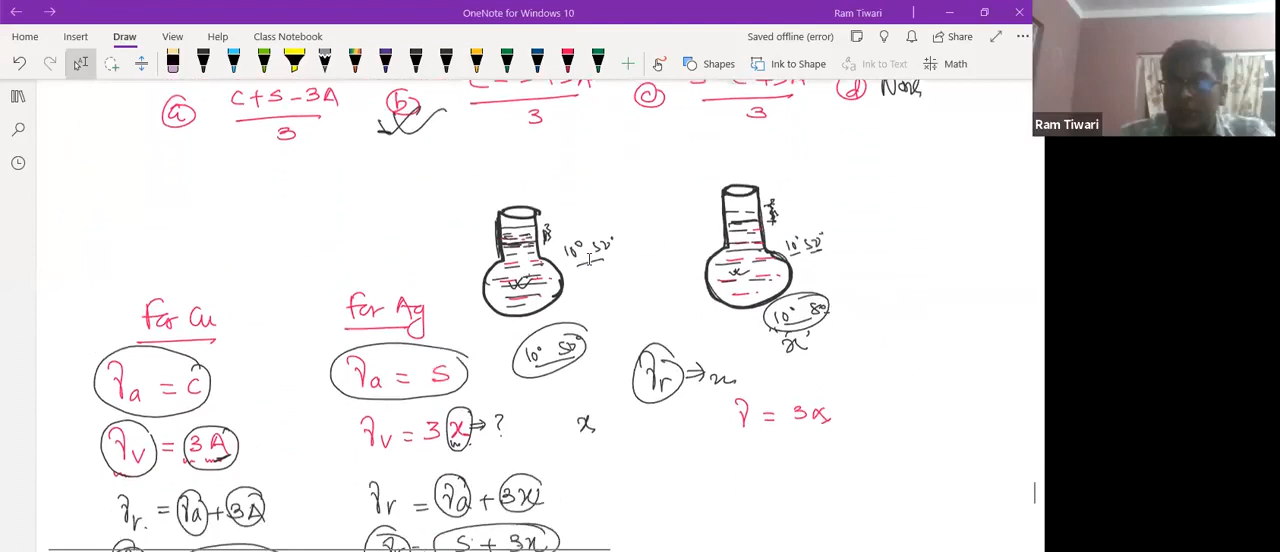 OneNote for Windows 10
Ram Tiwari
Home Insert Draw View Help Class Notebook
Saved offline (error) Share
Shapes Ink to Shape Ink to Text Math
Ram Tiwari
(a) C+S-3A / 3 (b) / 3 (c) / 3 (d) None
10° 50°
10° 50°
10° 50°
10° 50
x
For Cu
For Ag
γa = C
γa = S
γr ⇒ x
γ = 3α
γv = 3A
γv = 3x ⇒ ?
x
γr = γa + 3A
γr = γa + 3x
γr = S + 3x